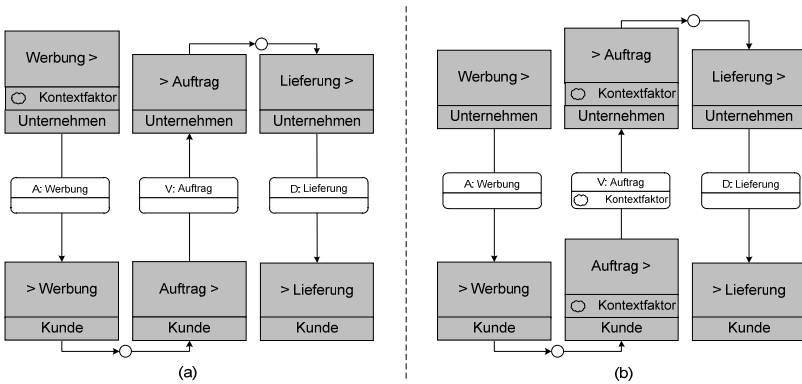 Werbung >
Kontextfaktor
Unternehmen
> Auftrag
Unternehmen
Lieferung >
Unternehmen
A: Werbung
V: Auftrag
D: Lieferung
> Werbung
Kunde
Auftrag >
Kunde
> Lieferung
Kunde
(a)
Werbung >
Unternehmen
> Auftrag
Kontextfaktor
Unternehmen
Lieferung >
Unternehmen
A: Werbung
V: Auftrag
Kontextfaktor
D: Lieferung
> Werbung
Kunde
Auftrag >
Kontextfaktor
Kunde
> Lieferung
Kunde
(b)